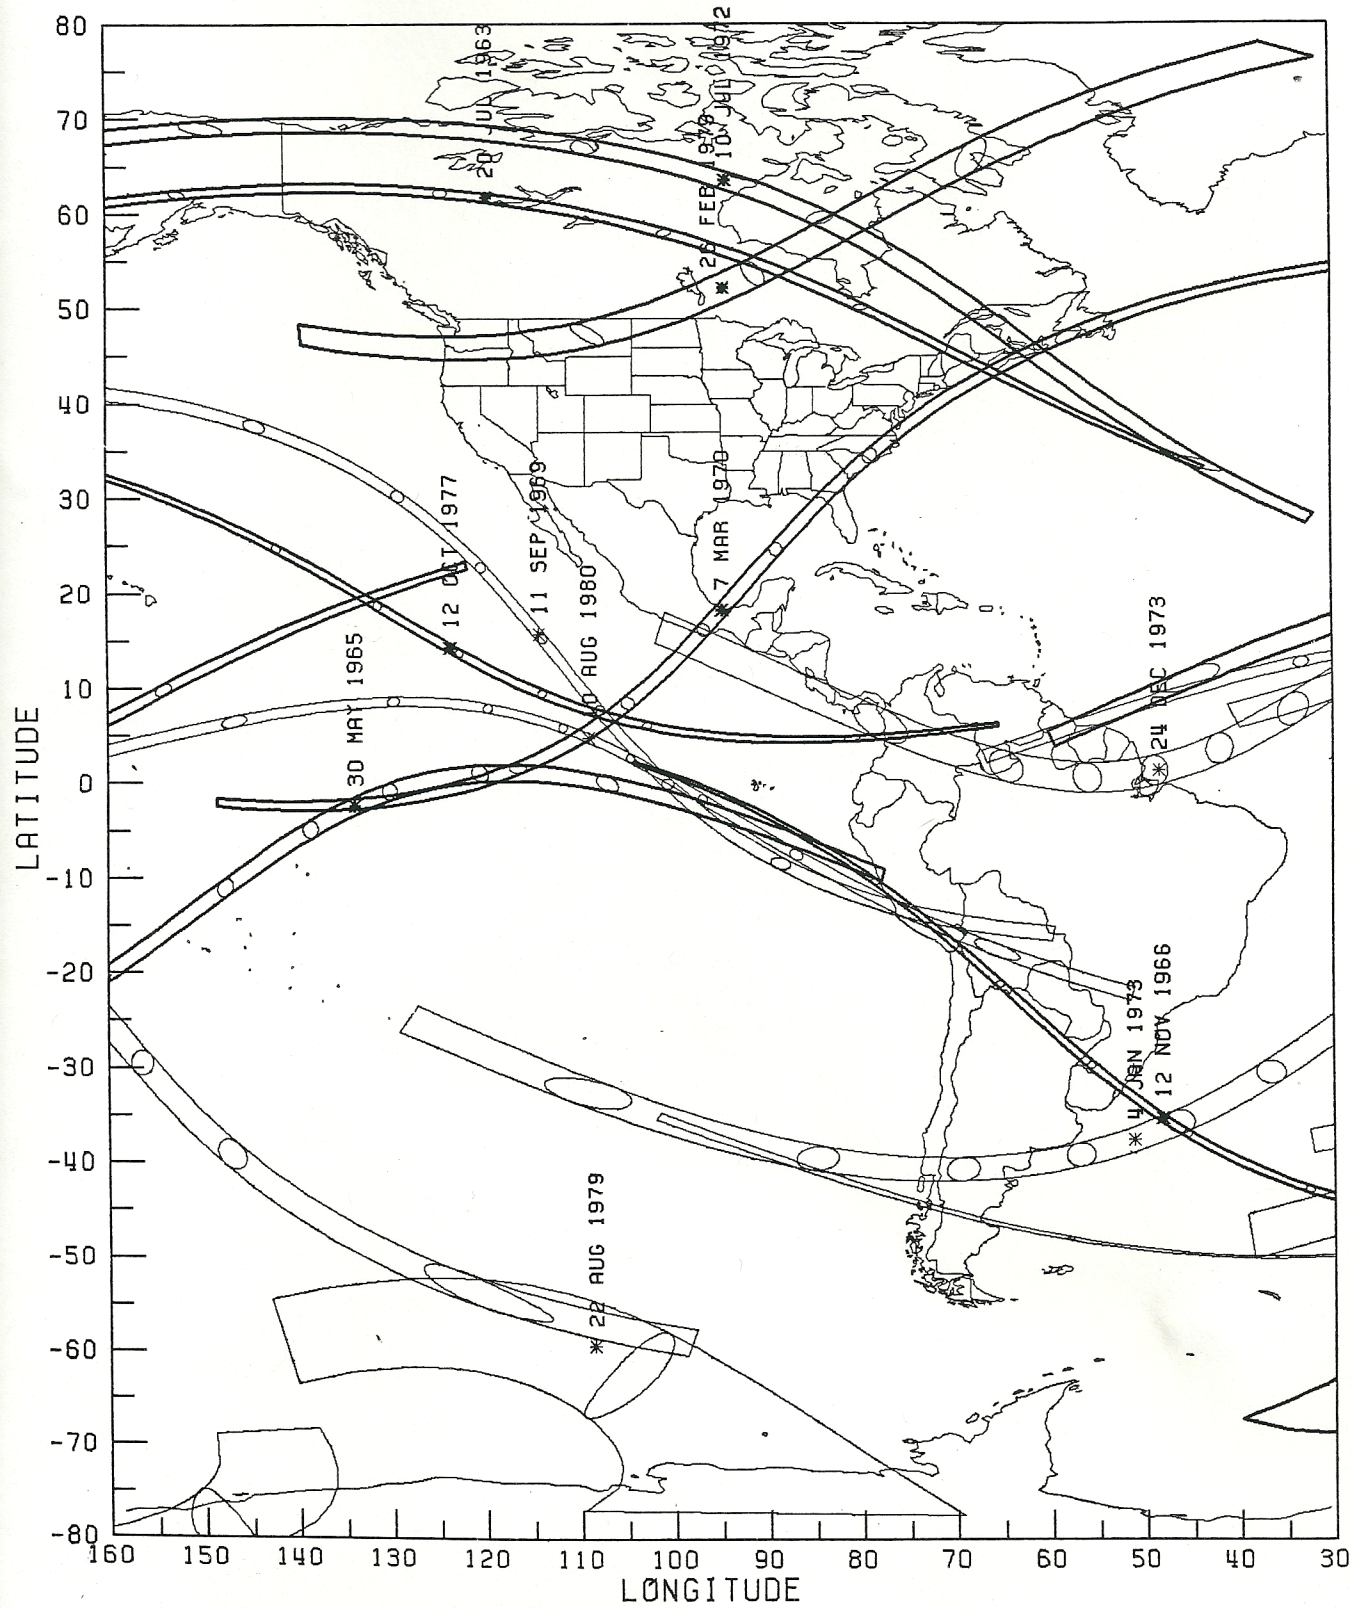 80
70
60
50
40
30
20
10
0
-10
-20
-30
-40
-50
-60
-70
-80
LATITUDE
20 JUL 1963
10 JUL 1972
26 FEB 1979
12 OCT 1977
11 SEP 1969
7 MAR 1970
AUG 1980
30 MAY 1965
24 DEC 1973
4 JAN 1973
12 NOV 1966
22 AUG 1979
160 150 140 130 120 110 100 90 80 70 60 50 40 30
LONGITUDE